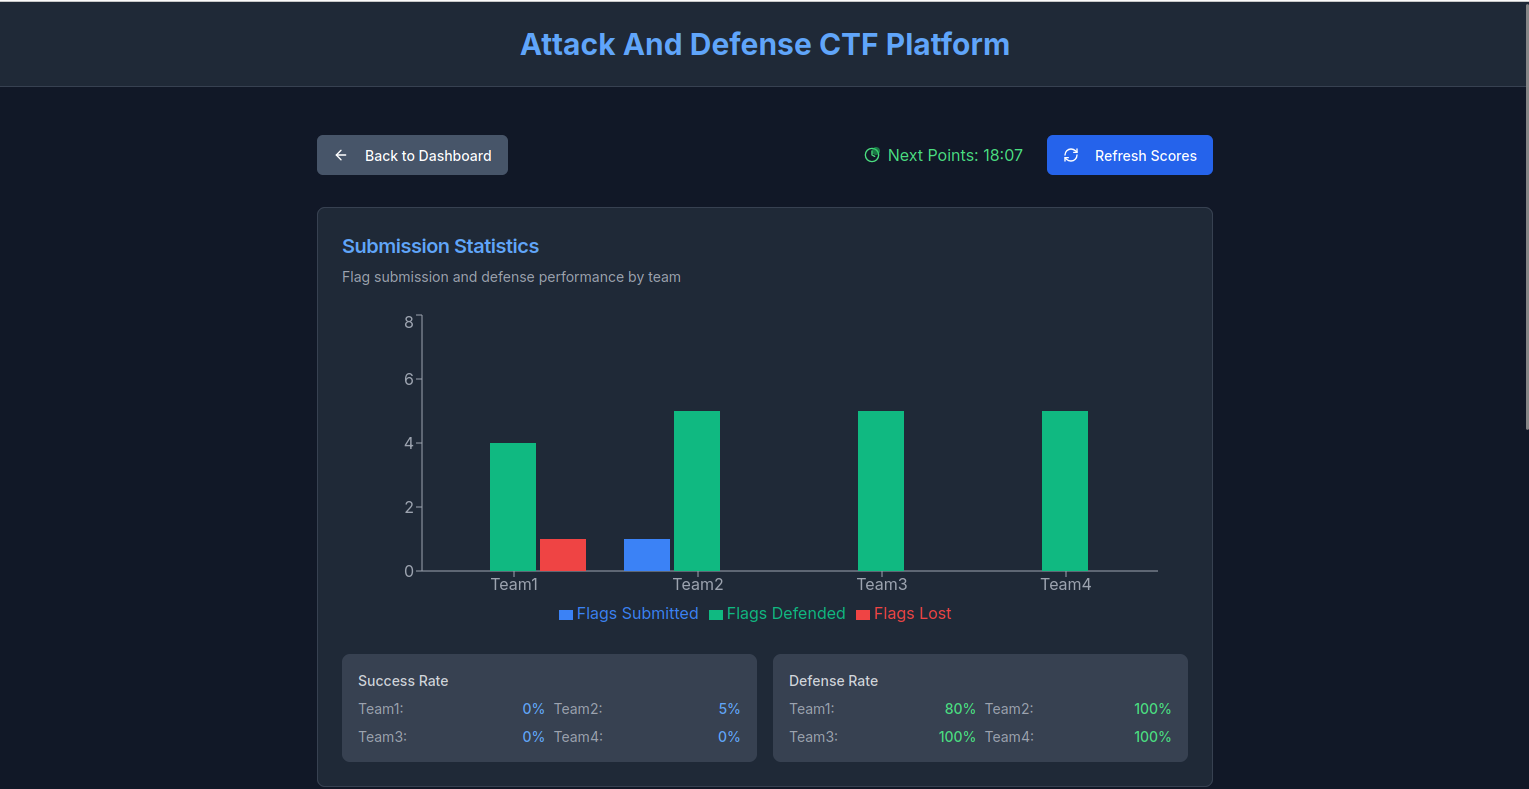 Attack And Defense CTF Platform
Back to Dashboard
Next Points: 18:07
Refresh Scores
Submission Statistics
Flag submission and defense performance by team
8
6
4
2
0
Team1 Team2 Team3 Team4
Flags Submitted Flags Defended Flags Lost
Success Rate
Team1: 0% Team2: 5%
Team3: 0% Team4: 0%
Defense Rate
Team1: 80% Team2: 100%
Team3: 100% Team4: 100%